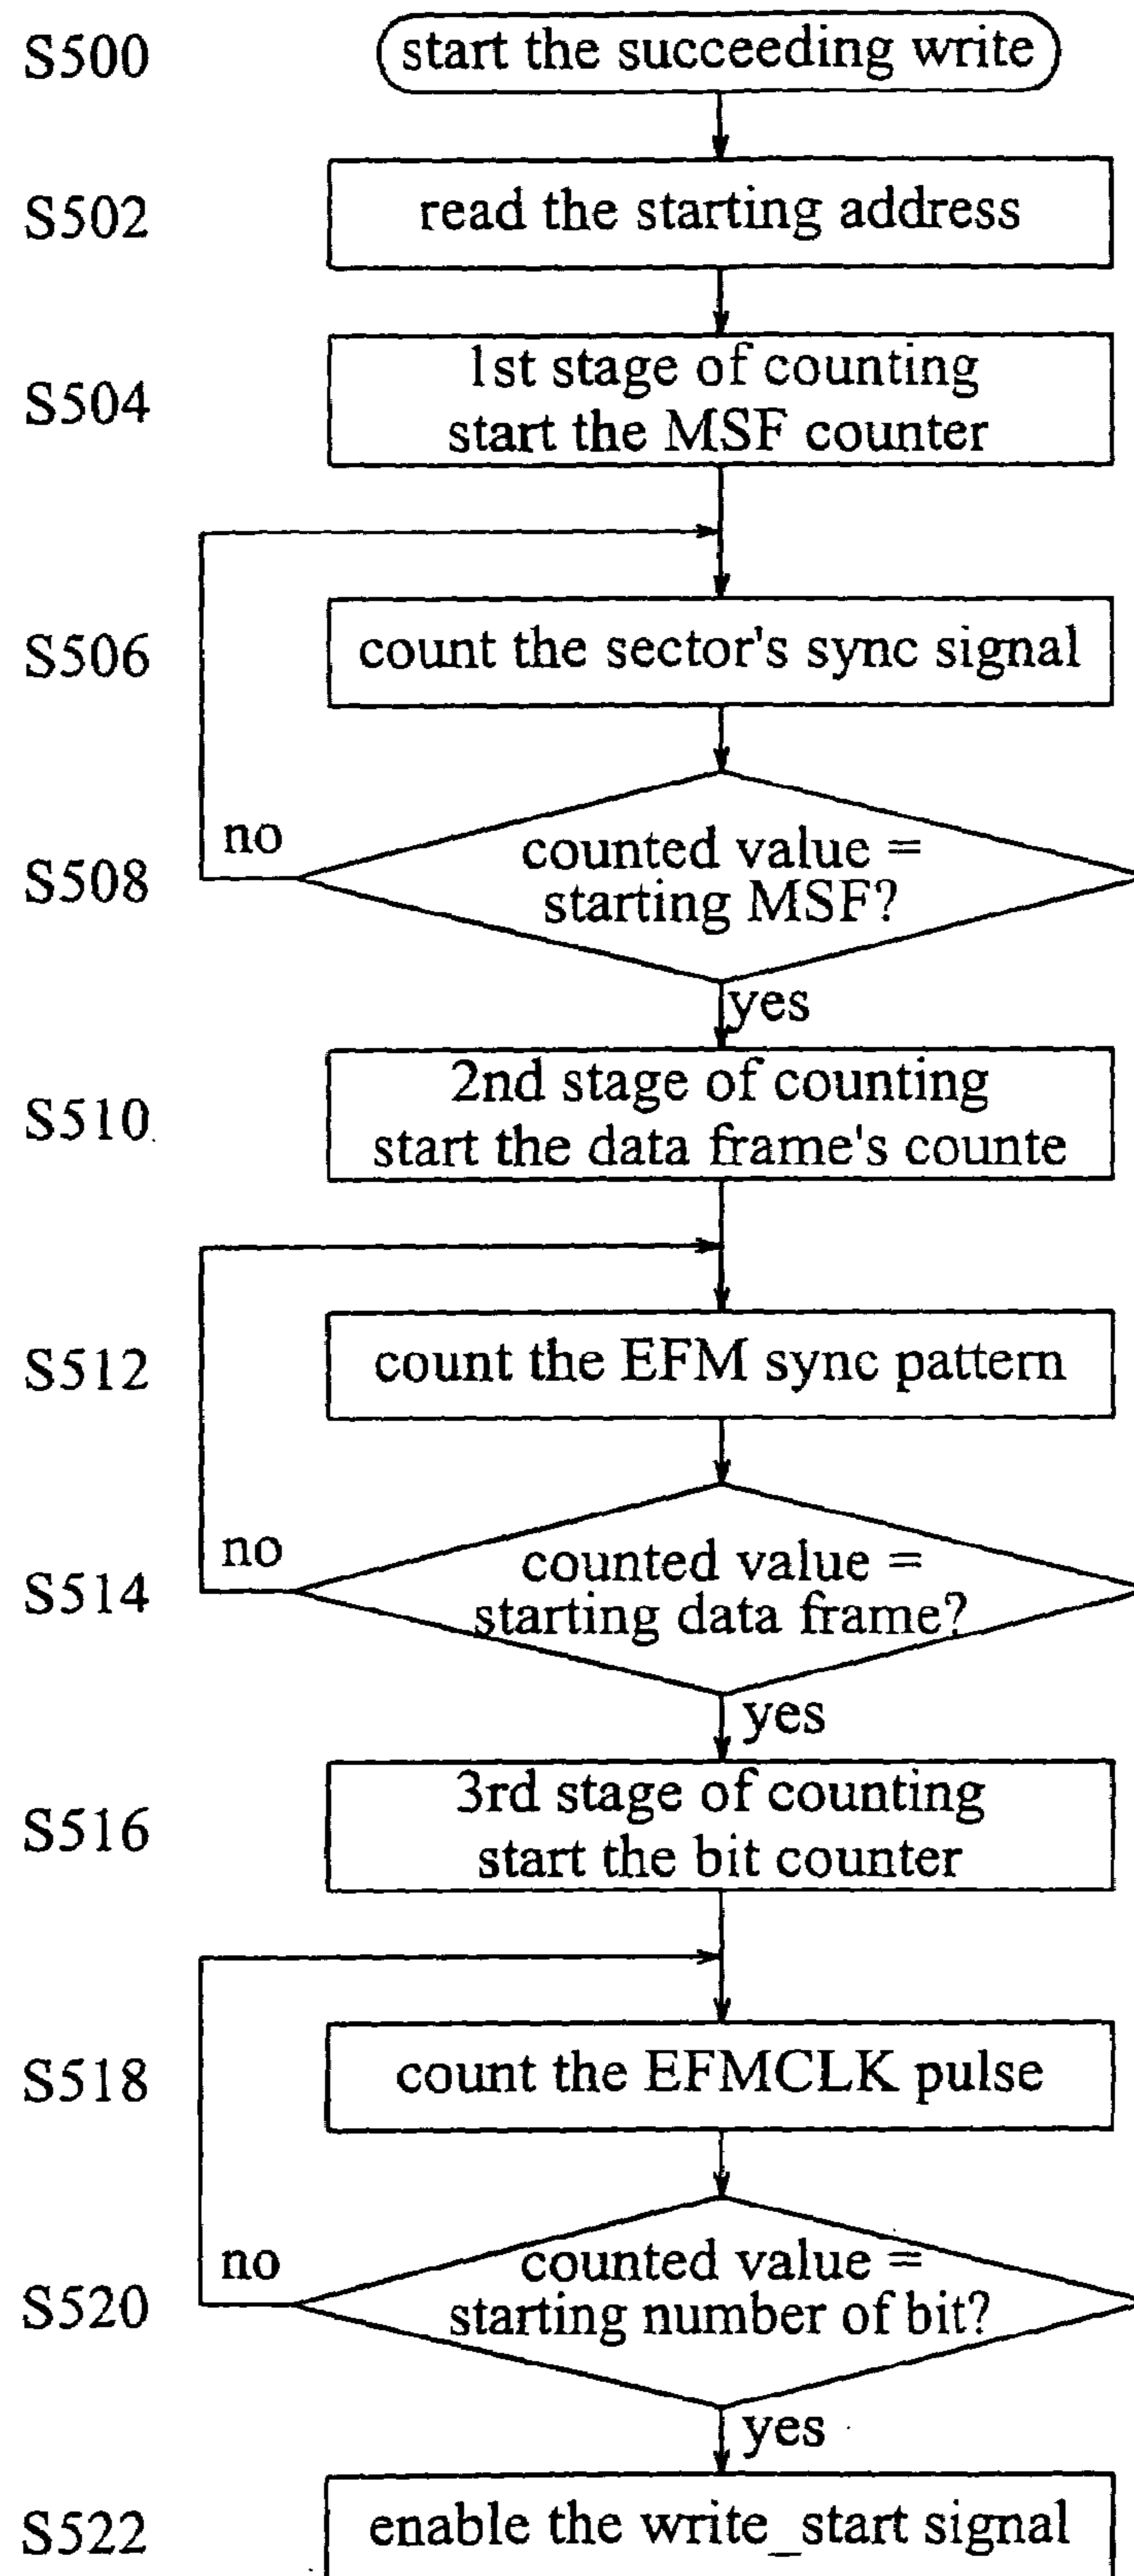 S500 start the succeeding write
S502 read the starting address
S504 1st stage of counting
start the MSF counter
S506 count the sector's sync signal
no
S508 counted value =
starting MSF?
yes
S510 2nd stage of counting
start the data frame's counte
S512 count the EFM sync pattern
no
S514 counted value =
starting data frame?
yes
S516 3rd stage of counting
start the bit counter
S518 count the EFMCLK pulse
no
S520 counted value =
starting number of bit?
yes
S522 enable the write_start signal